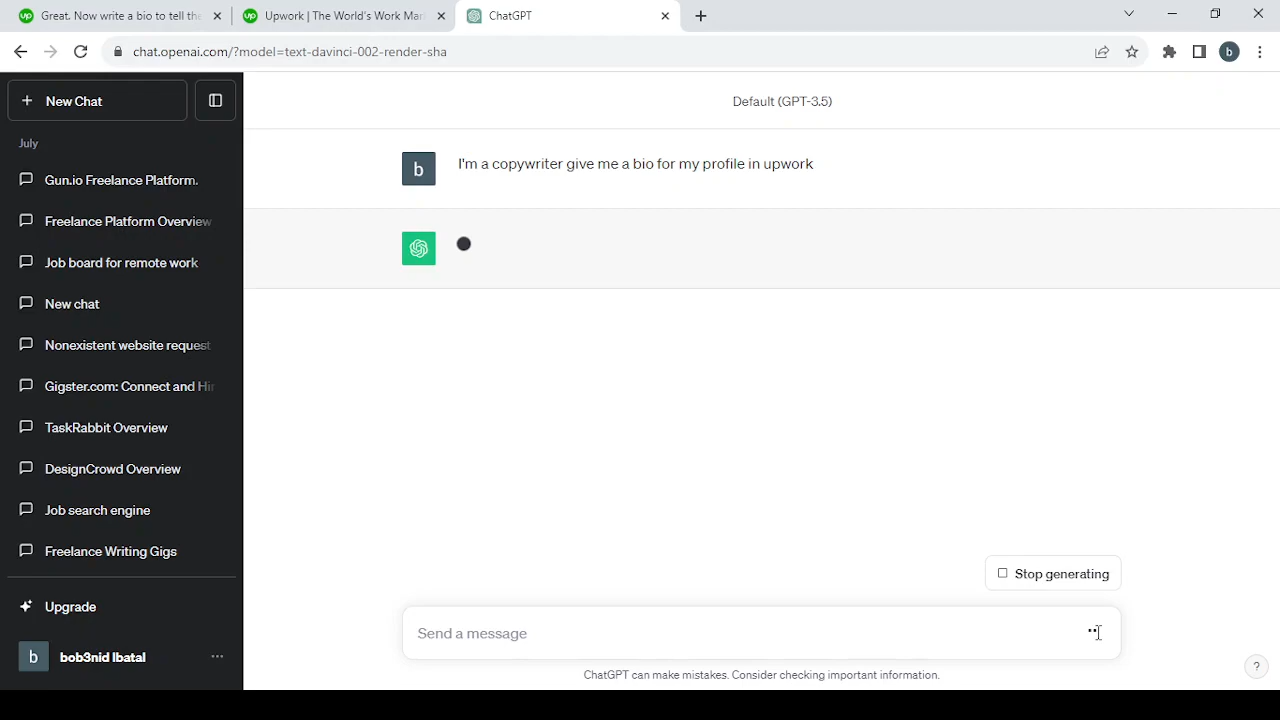 Great. Now write a bio to tell the
Upwork | The World's Work Mar
ChatGPT
chat.openai.com/?model=text-davinci-002-render-sha
b
New Chat
Default (GPT-3.5)
July
b
I'm a copywriter give me a bio for my profile in upwork
Gun.io Freelance Platform.
Freelance Platform Overview
Job board for remote work
New chat
Nonexistent website request
Gigster.com: Connect and Hir
TaskRabbit Overview
DesignCrowd Overview
Job search engine
Freelance Writing Gigs
Stop generating
Upgrade
Send a message
b
bob3nid lbatal
ChatGPT can make mistakes. Consider checking important information.
?